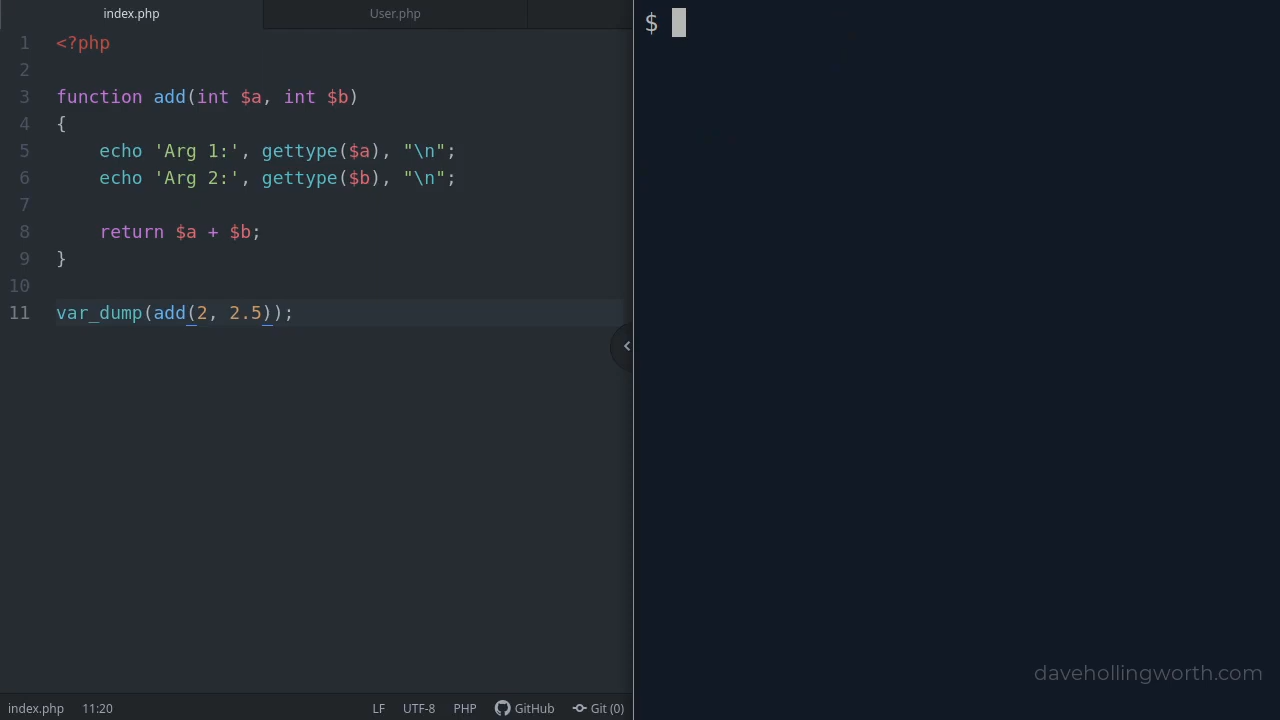 index.php
User.php
1 <?php
2
3 function add(int $a, int $b)
4 {
5     echo 'Arg 1:', gettype($a), "\n";
6     echo 'Arg 2:', gettype($b), "\n";
7
8     return $a + $b;
9 }
10
11 var_dump(add(2, 2.5));
$
davehollingworth.com
index.php 11:20 LF UTF-8 PHP GitHub Git (0)